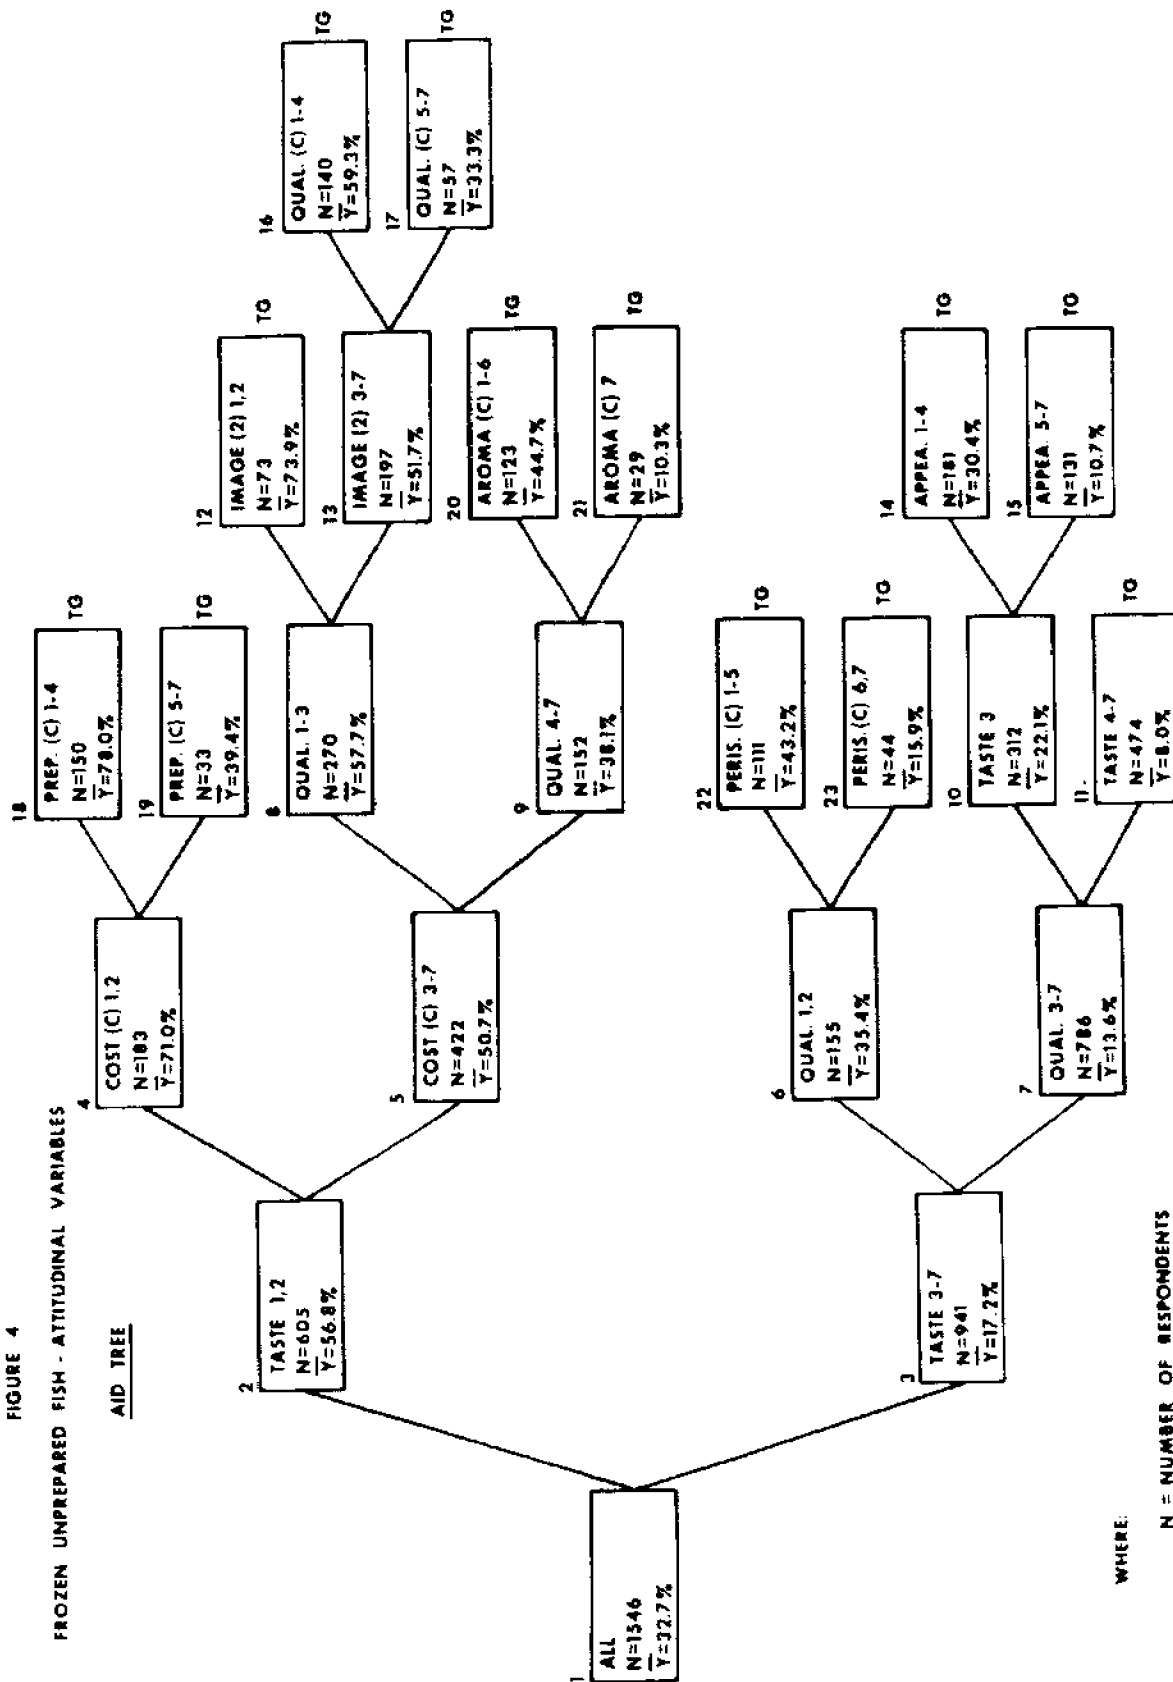 FIGURE 4
FROZEN UNPREPARED FISH - ATTITUDINAL VARIABLES
AID TREE
1
ALL
N=1546
Y=32.7%
2
TASTE 1,2
N=605
Y=56.8%
3
TASTE 3-7
N=941
Y=17.2%
4
COST (C) 1,2
N=183
Y=71.0%
5
COST (C) 3-7
N=422
Y=50.7%
6
QUAL. 1,2
N=155
Y=35.4%
7
QUAL. 3-7
N=786
Y=13.6%
18
PREP. (C) 1-4
N=150
Y=78.0%
TG
19
PREP. (C) 5-7
N=33
Y=39.4%
TG
8
QUAL. 1-3
N=270
Y=57.7%
9
QUAL. 4-7
N=152
Y=38.1%
22
PERIS. (C) 1-5
N=111
Y=43.2%
TG
23
PERIS. (C) 6,7
N=44
Y=15.9%
TG
10
TASTE 3
N=312
Y=22.1%
11.
TASTE 4-7
N=474
Y=8.0%
TG
12
IMAGE (2) 1,2
N=73
Y=73.9%
TG
13
IMAGE (2) 3-7
N=197
Y=51.7%
20
AROMA (C) 1-6
N=123
Y=44.7%
TG
21
AROMA (C) 7
N=29
Y=10.3%
TG
14
APPEA. 1-4
N=181
Y=30.4%
TG
15
APPEA. 5-7
N=131
Y=10.7%
TG
16
QUAL. (C) 1-4
N=140
Y=59.3%
TG
17
QUAL. (C) 5-7
N=57
Y=33.3%
TG
WHERE:
N = NUMBER OF RESPONDENTS